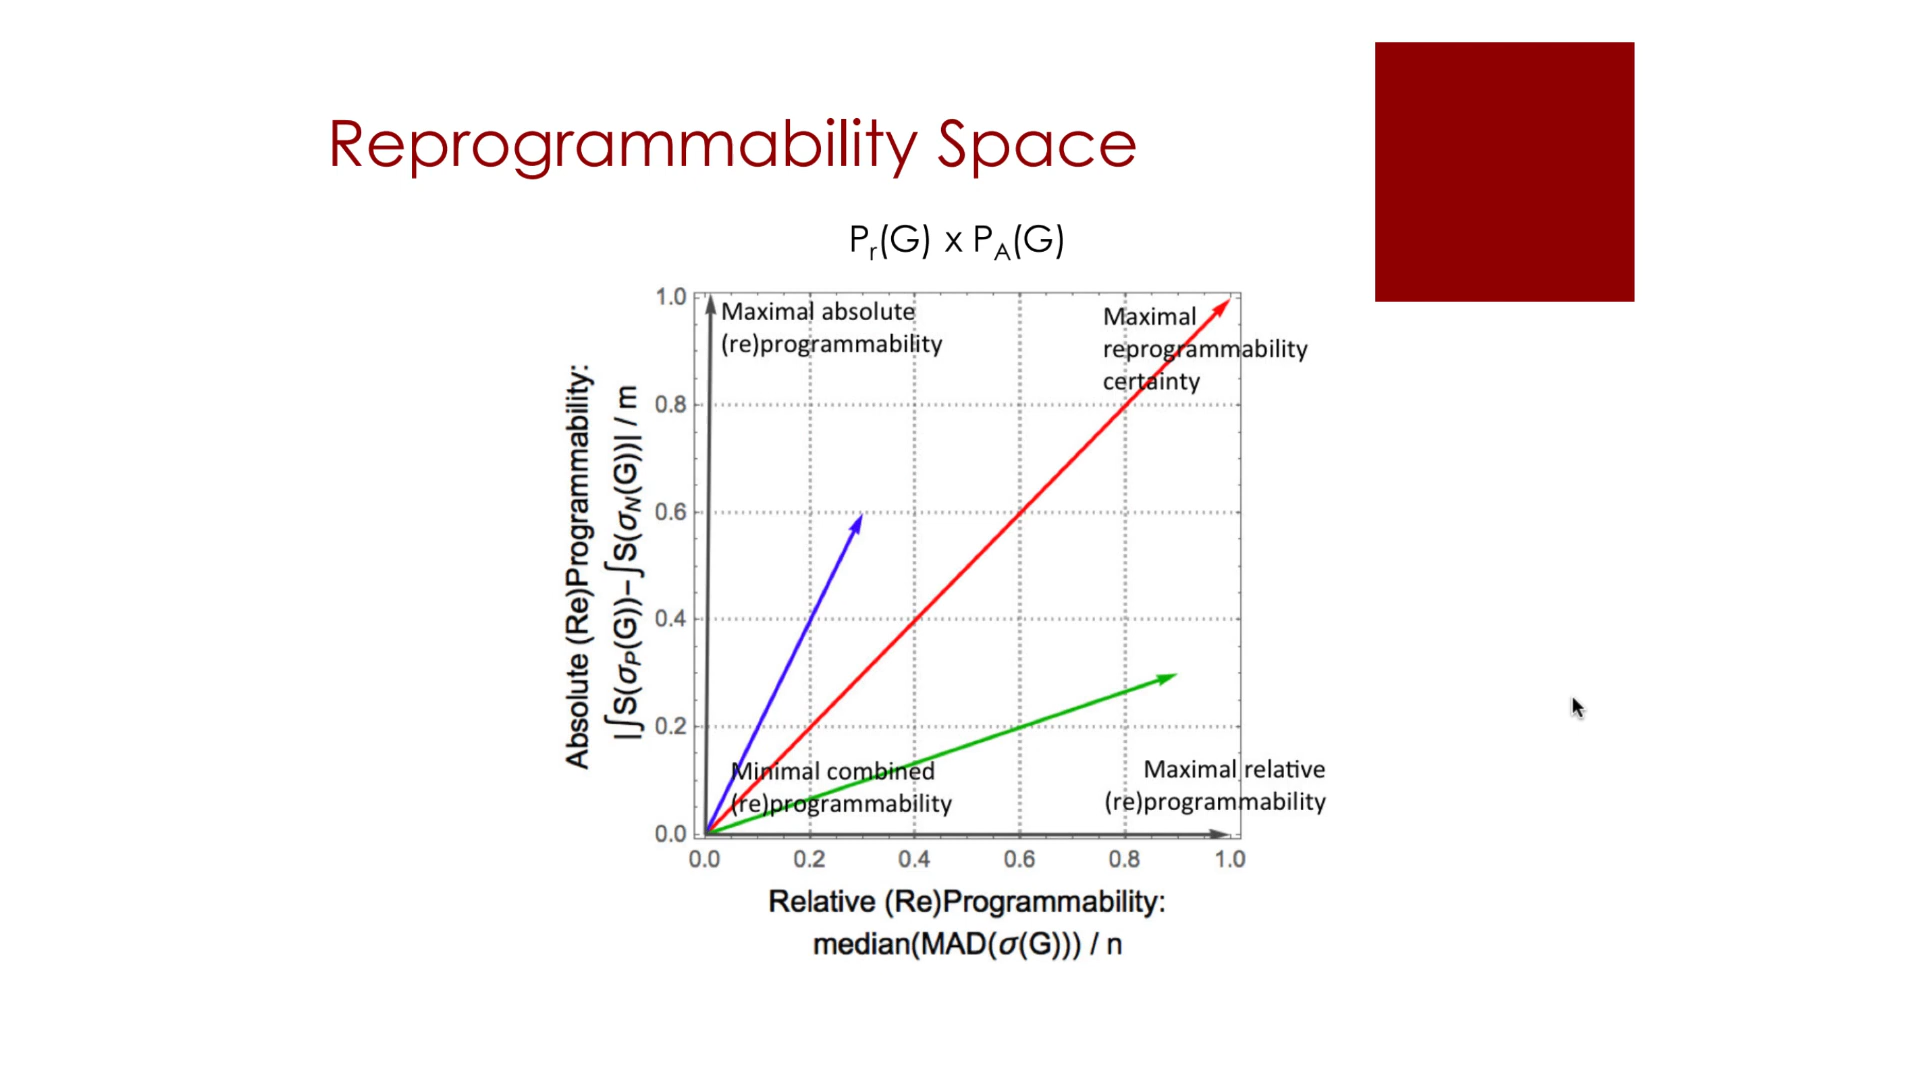 Reprogrammability Space
Pr(G) x PA(G)
1.0
Maximal absolute
(re)programmability
Maximal
reprogrammability
certainty
Absolute (Re)Programmability:
|∫S(σP(G))−∫S(σN(G))| / m
0.8
0.6
0.4
0.2
Minimal combined
(re)programmability
Maximal relative
(re)programmability
0.0
0.0 0.2 0.4 0.6 0.8 1.0
Relative (Re)Programmability:
median(MAD(σ(G))) / n